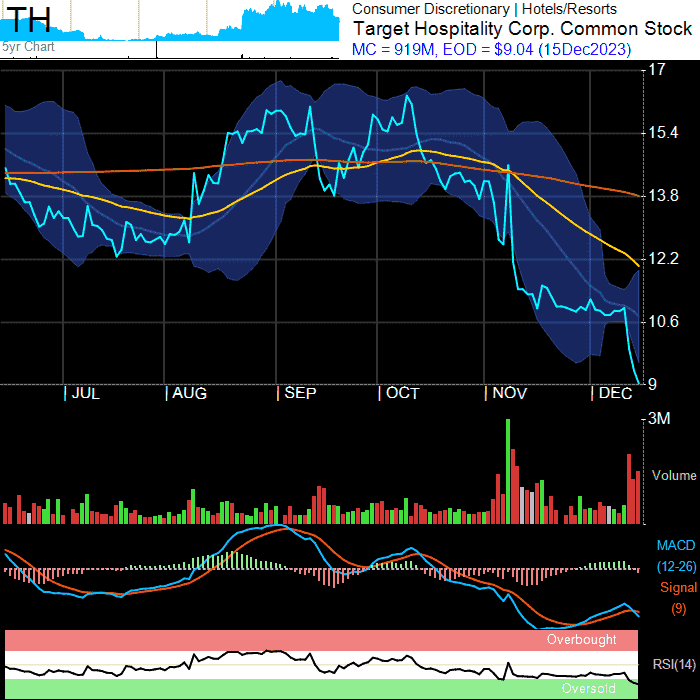 TH
5yr Chart
Consumer Discretionary | Hotels/Resorts
Target Hospitality Corp. Common Stock
MC = 919M, EOD = $9.04 (15Dec2023)
17
15.4
13.8
12.2
10.6
9
| JUL | AUG | SEP | OCT | NOV | DEC
3M
Volume
MACD
(12-26)
Signal
(9)
Overbought
RSI(14)
Oversold